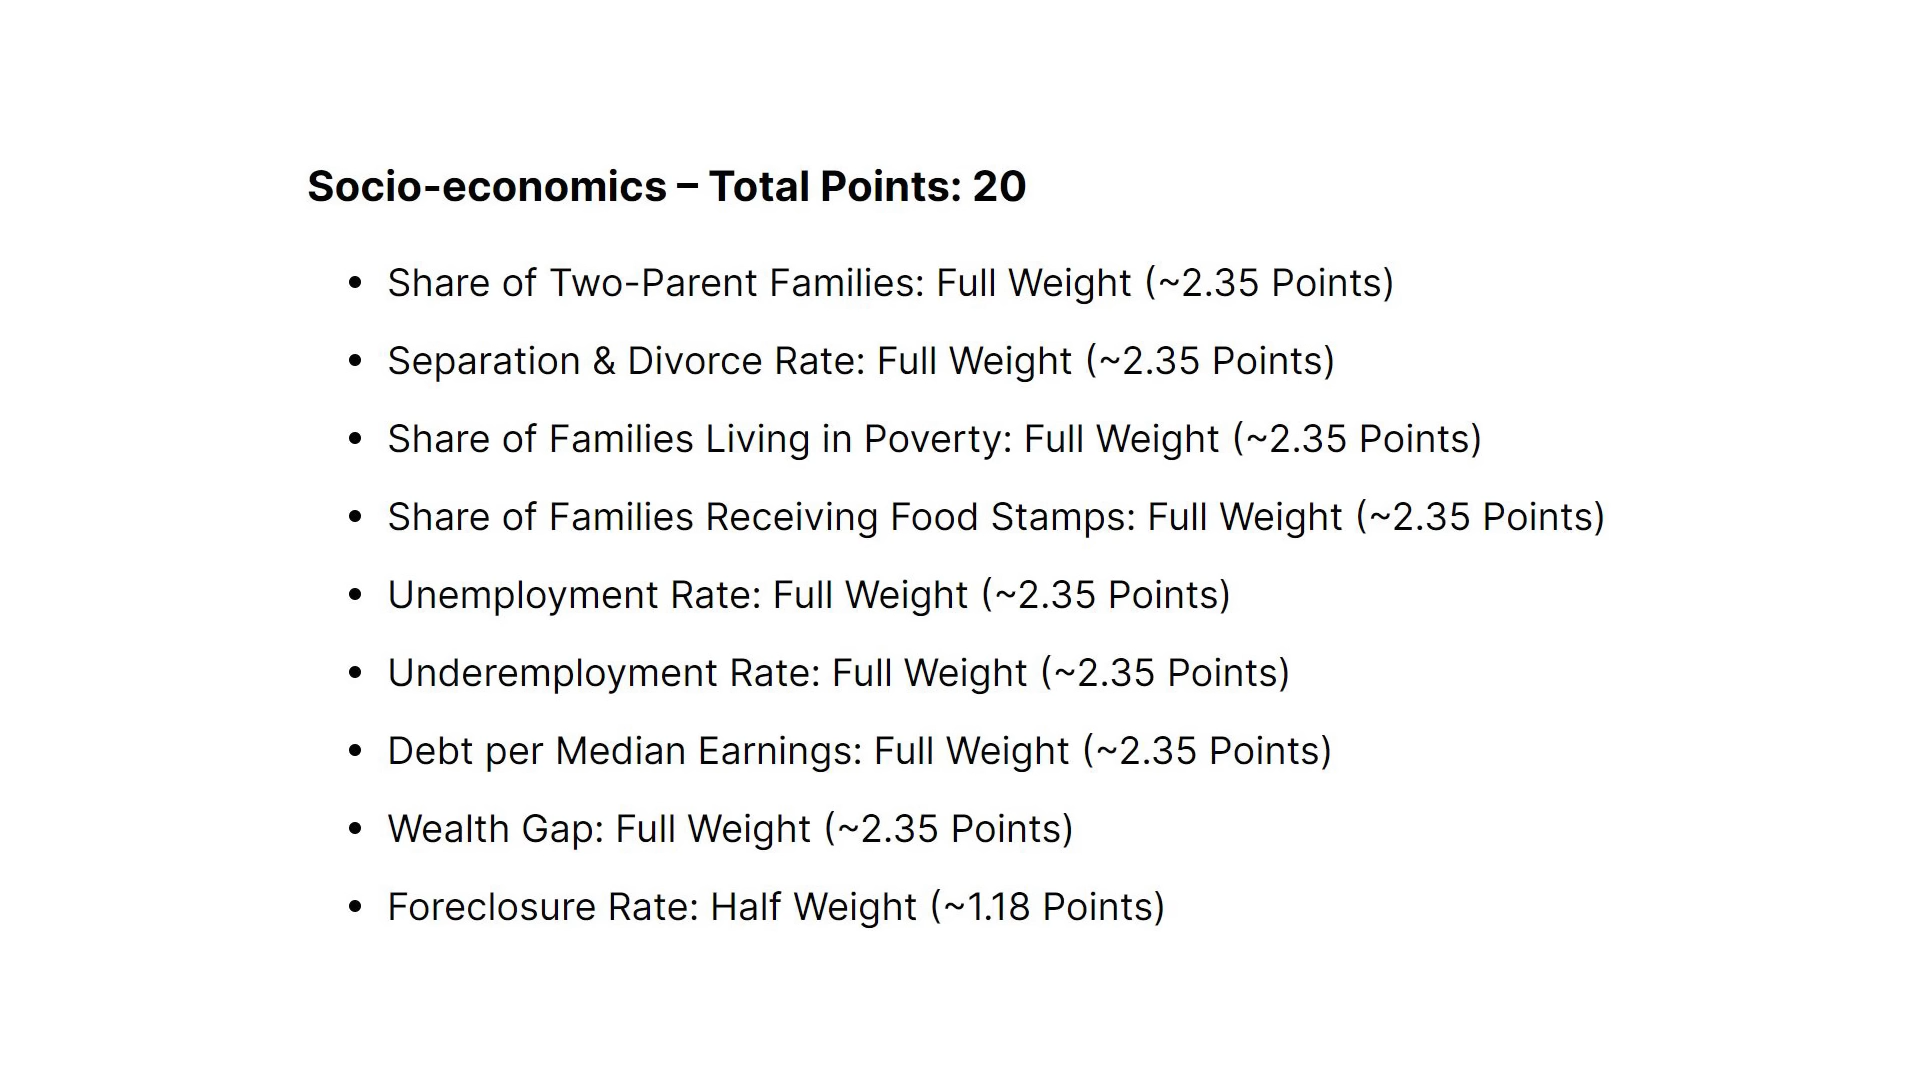 Socio-economics – Total Points: 20
• Share of Two-Parent Families: Full Weight (~2.35 Points)
• Separation & Divorce Rate: Full Weight (~2.35 Points)
• Share of Families Living in Poverty: Full Weight (~2.35 Points)
• Share of Families Receiving Food Stamps: Full Weight (~2.35 Points)
• Unemployment Rate: Full Weight (~2.35 Points)
• Underemployment Rate: Full Weight (~2.35 Points)
• Debt per Median Earnings: Full Weight (~2.35 Points)
• Wealth Gap: Full Weight (~2.35 Points)
• Foreclosure Rate: Half Weight (~1.18 Points)